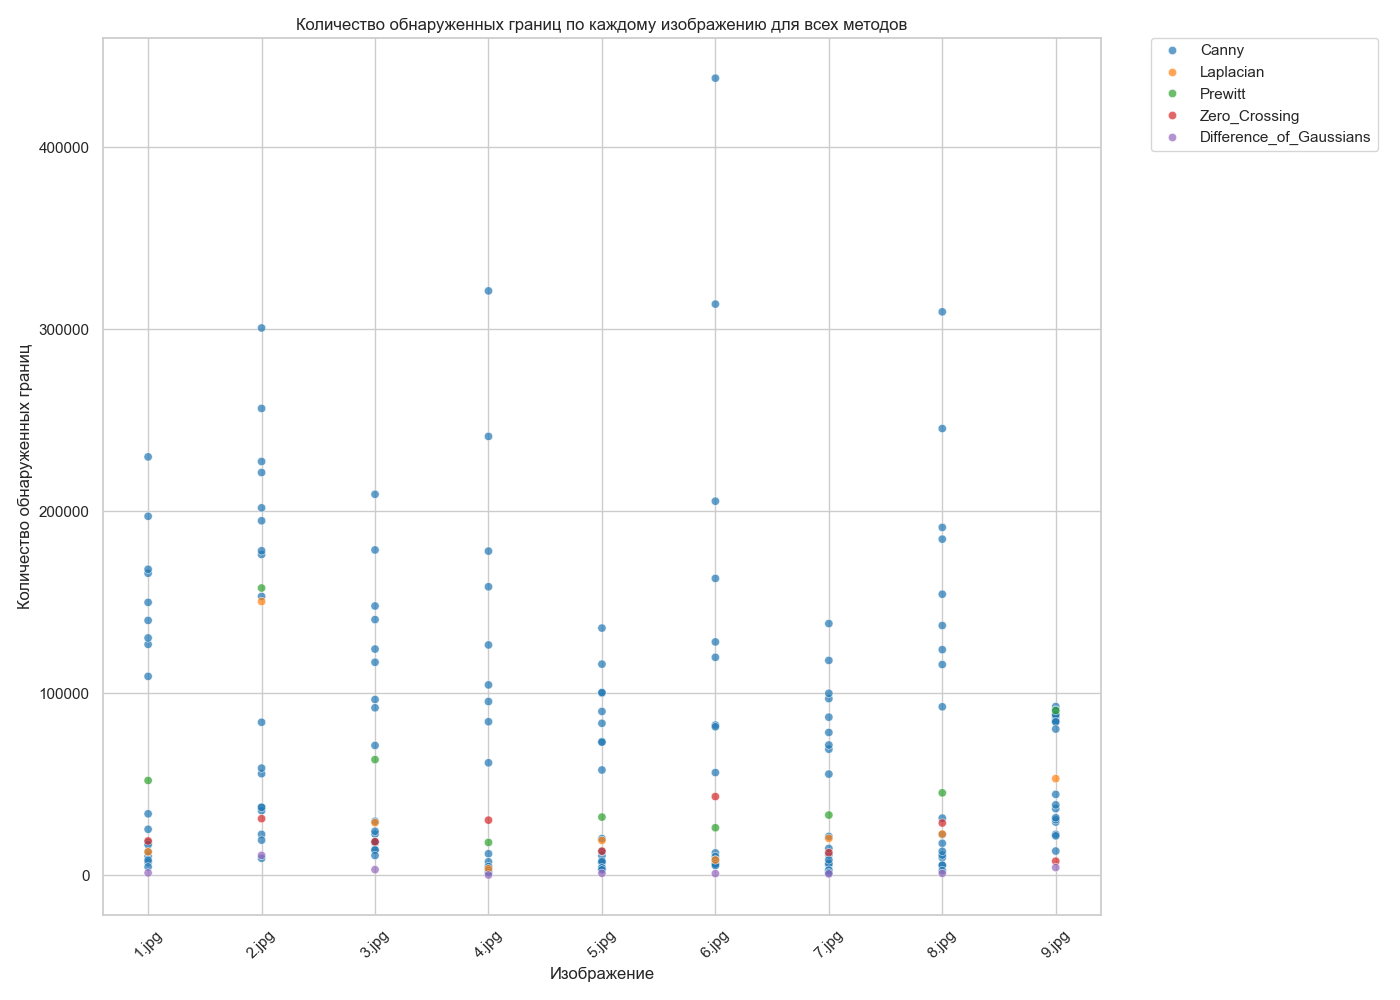 Количество обнаруженных границ по каждому изображению для всех методов
Canny
Laplacian
Prewitt
Zero_Crossing
Difference_of_Gaussians
Количество обнаруженных границ
400000
300000
200000
100000
0
1.jpg
2.jpg
3.jpg
4.jpg
5.jpg
6.jpg
7.jpg
8.jpg
9.jpg
Изображение